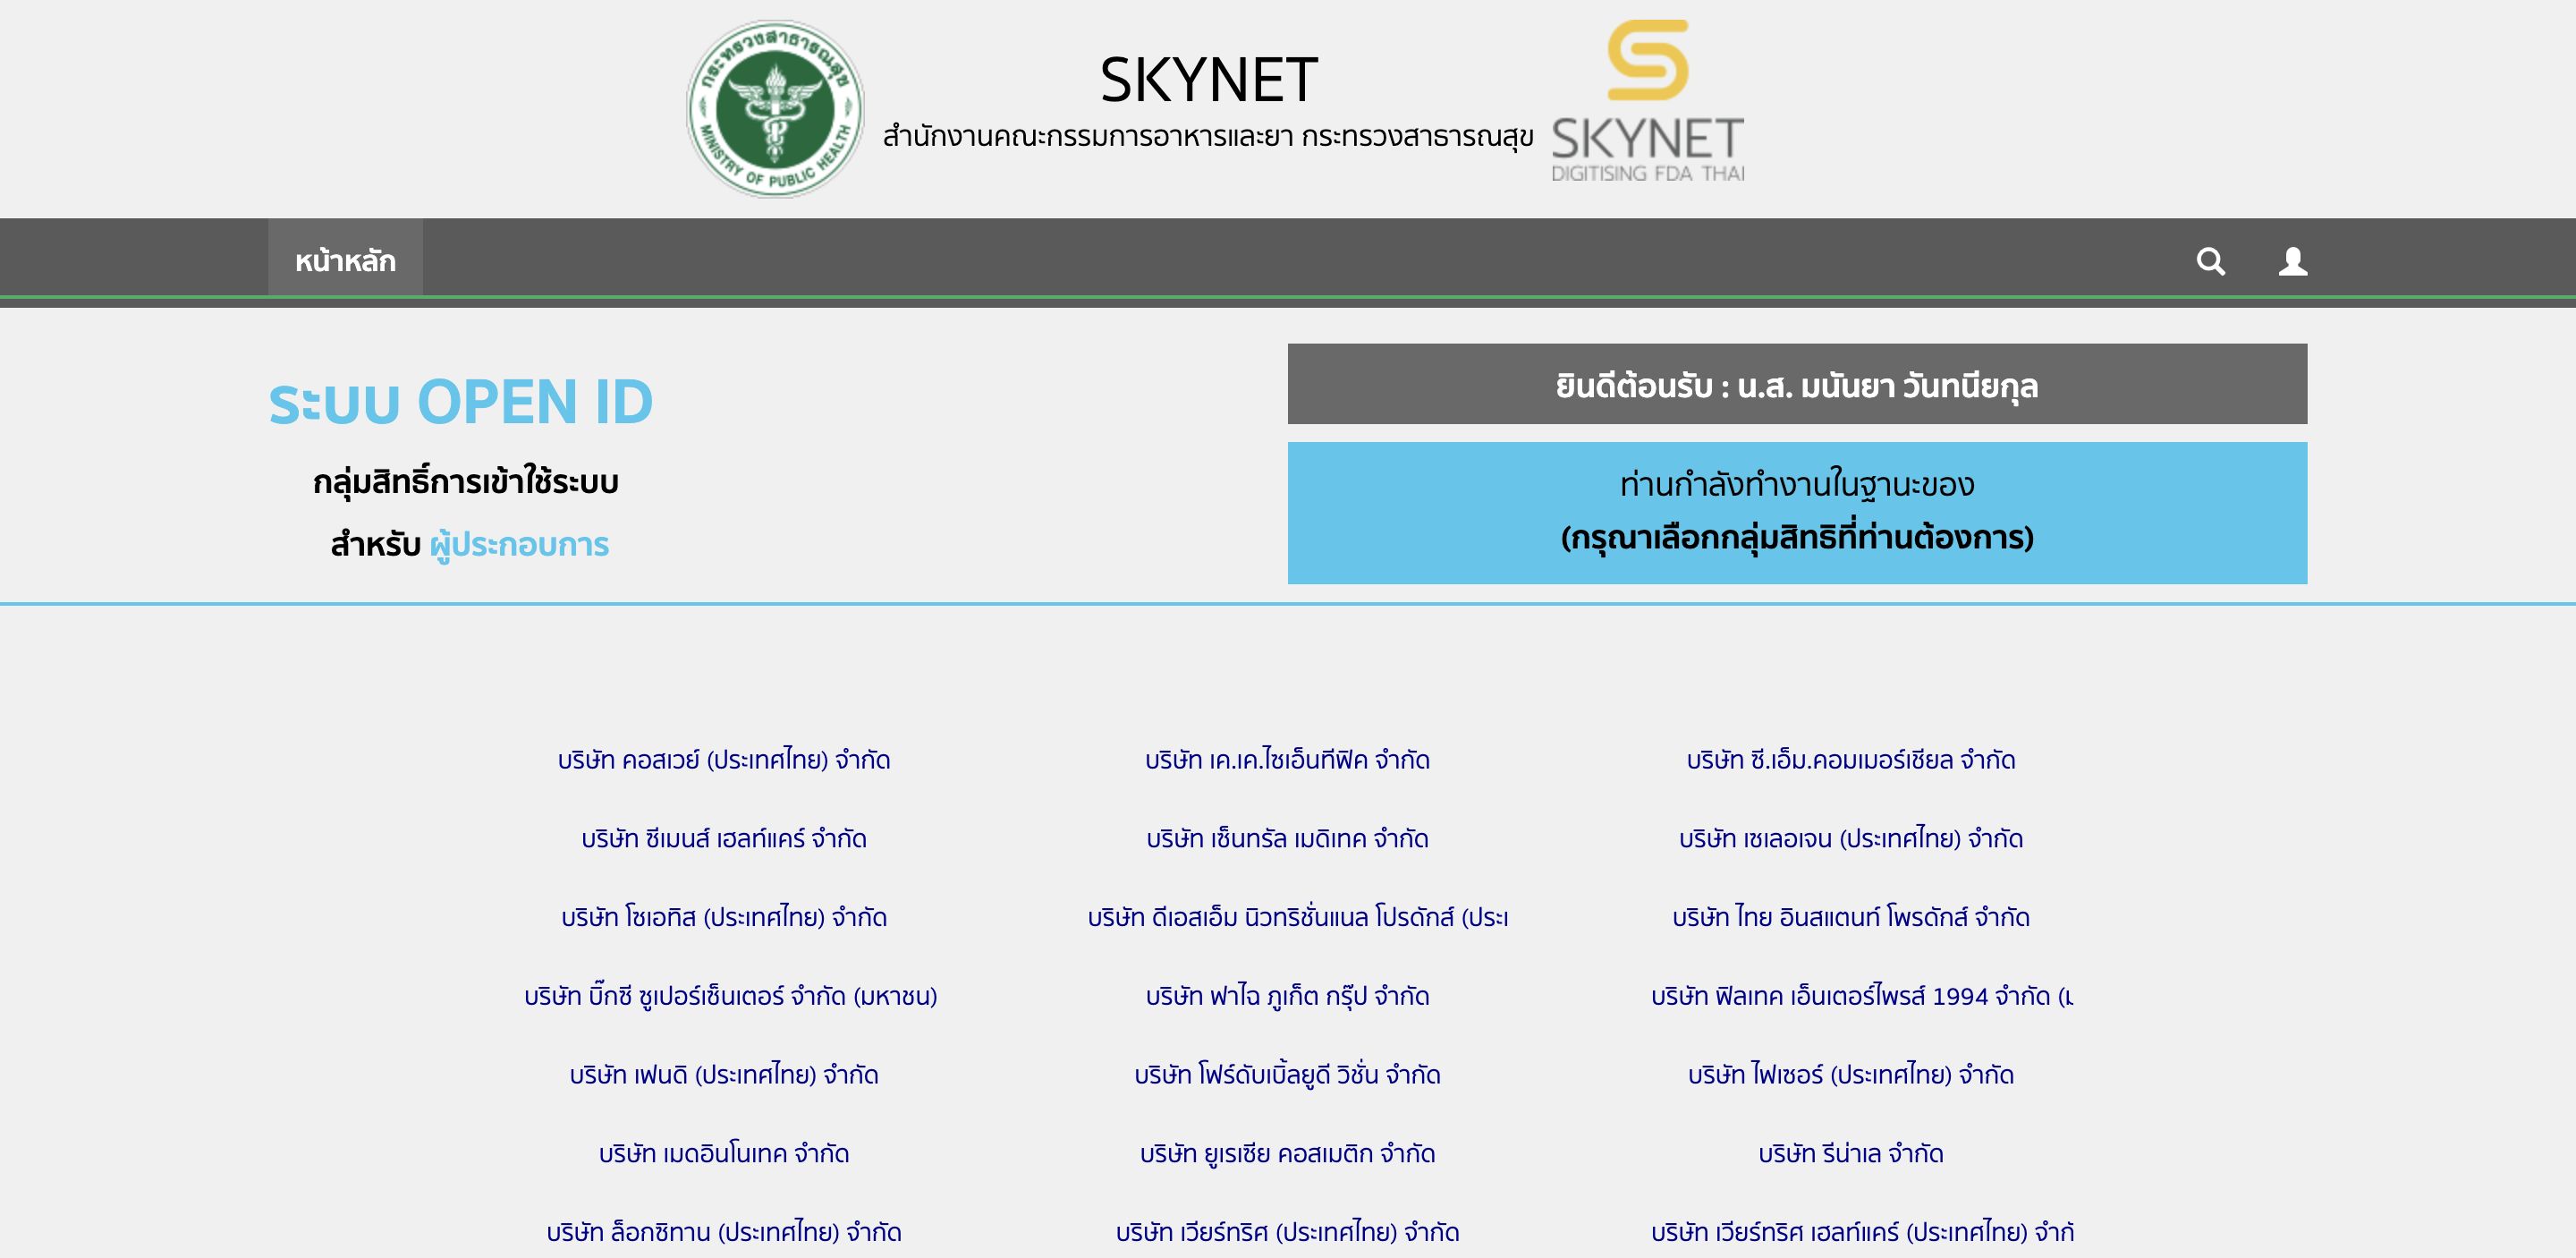 กระทรวงสาธารณสุข
MINISTRY OF PUBLIC HEALTH
SKYNET
สำนักงานคณะกรรมการอาหารและยา กระทรวงสาธารณสุข
SKYNET
DIGITISING FDA THAI
หน้าหลัก
ระบบ OPEN ID
กลุ่มสิทธิ์การเข้าใช้ระบบ
สำหรับ ผู้ประกอบการ
ยินดีต้อนรับ : น.ส. มนันยา วันทนียกุล
ท่านกำลังทำงานในฐานะของ
(กรุณาเลือกกลุ่มสิทธิที่ท่านต้องการ)
บริษัท คอสเวย์ (ประเทศไทย) จำกัด
บริษัท เค.เค.ไซเอ็นทีฟิค จำกัด
บริษัท ซี.เอ็ม.คอมเมอร์เชียล จำกัด
บริษัท ซีเมนส์ เฮลท์แคร์ จำกัด
บริษัท เซ็นทรัล เมดิเทค จำกัด
บริษัท เซเลอเจน (ประเทศไทย) จำกัด
บริษัท โซเอทิส (ประเทศไทย) จำกัด
บริษัท ดีเอสเอ็ม นิวทริชั่นแนล โปรดักส์ (ประเ
บริษัท ไทย อินสแตนท์ โพรดักส์ จำกัด
บริษัท บิ๊กซี ซูเปอร์เซ็นเตอร์ จำกัด (มหาชน)
บริษัท ฟาไฉ ภูเก็ต กรุ๊ป จำกัด
บริษัท ฟิลเทค เอ็นเตอร์ไพรส์ 1994 จำกัด (ม
บริษัท เฟนดิ (ประเทศไทย) จำกัด
บริษัท โฟร์ดับเบิ้ลยูดี วิชั่น จำกัด
บริษัท ไฟเซอร์ (ประเทศไทย) จำกัด
บริษัท เมดอินโนเทค จำกัด
บริษัท ยูเรเซีย คอสเมติก จำกัด
บริษัท รีน่าเล จำกัด
บริษัท ล็อกซิทาน (ประเทศไทย) จำกัด
บริษัท เวียร์ทริศ (ประเทศไทย) จำกัด
บริษัท เวียร์ทริศ เฮลท์แคร์ (ประเทศไทย) จำกั